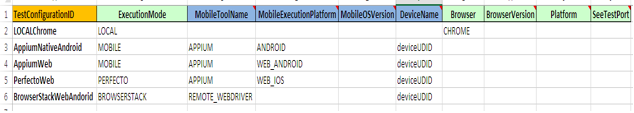 1 TestConfigurationID ExecutionMode MobileToolName MobileExecutionPlatform MobileOSVersion DeviceName Browser BrowserVersion Platform SeeTestPort
2 LOCALChrome LOCAL CHROME
3 AppiumNativeAndroid MOBILE APPIUM ANDROID deviceUDID
4 AppiumWeb MOBILE APPIUM WEB_ANDROID deviceUDID
5 PerfectoWeb PERFECTO APPIUM WEB_IOS deviceUDID
6 BrowserStackWebAndorid BROWSERSTACK REMOTE_WEBDRIVER deviceUDID